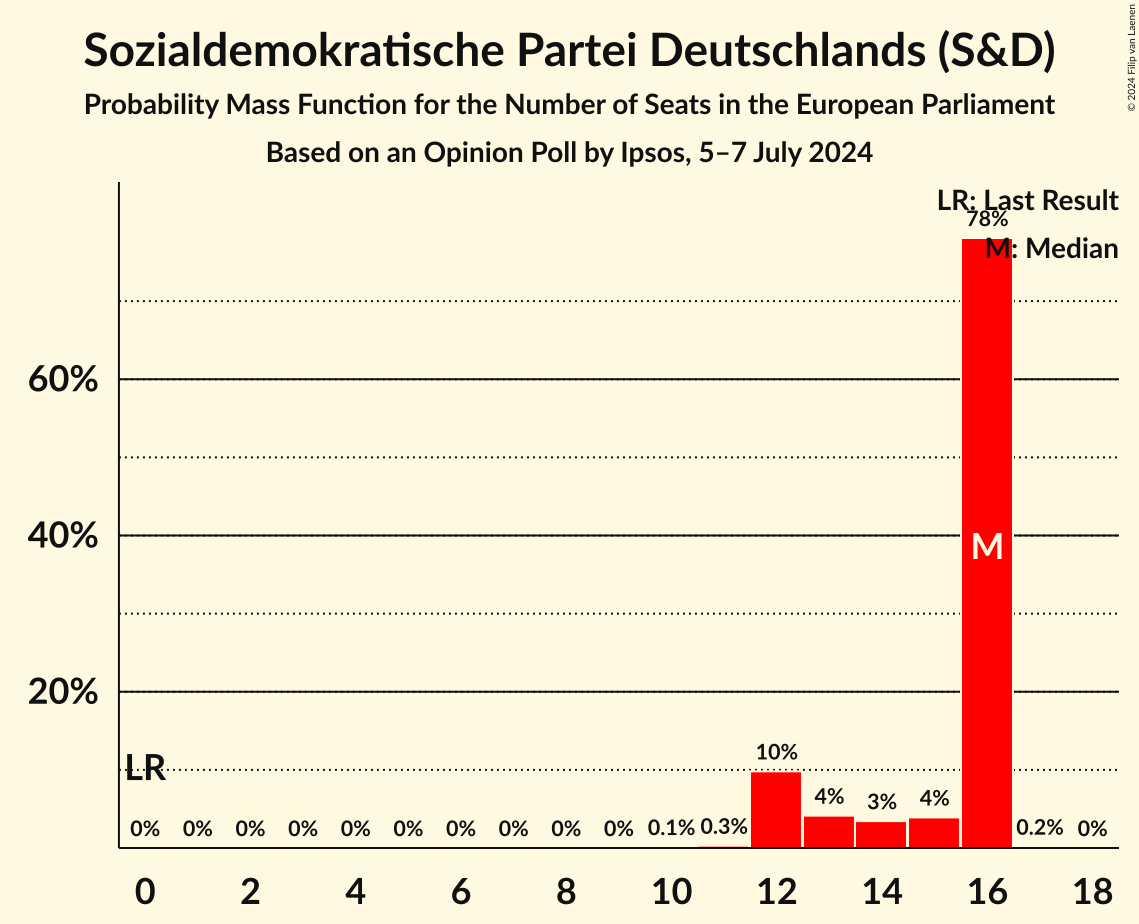 Sozialdemokratische Partei Deutschlands (S&D)
Probability Mass Function for the Number of Seats in the European Parliament
Based on an Opinion Poll by Ipsos, 5–7 July 2024
© 2024 Filip van Laenen
LR: Last Result
78%
M: Median
60%
40%
M
20%
LR
10%
4%
3%
4%
0% 0% 0% 0% 0% 0% 0% 0% 0% 0% 0.1% 0.3% 0.2% 0%
0 2 4 6 8 10 12 14 16 18